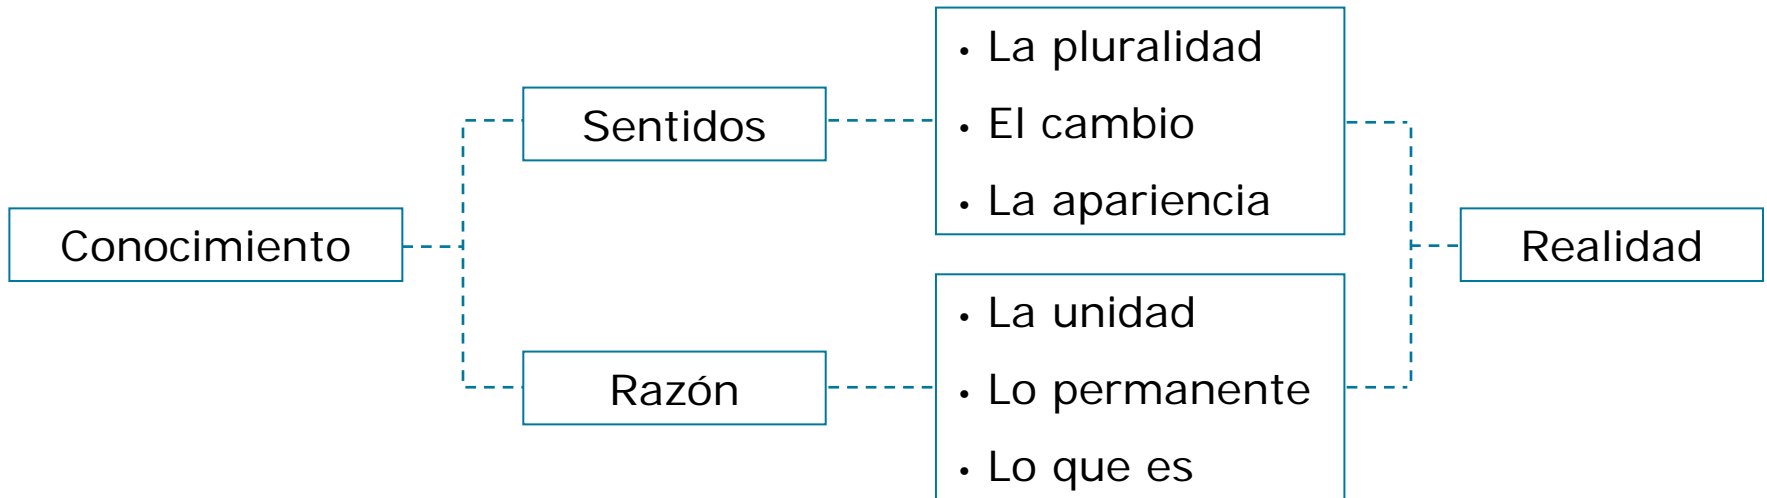 Conocimiento
Sentidos
• La pluralidad
• El cambio
• La apariencia
Razón
• La unidad
• Lo permanente
• Lo que es
Realidad